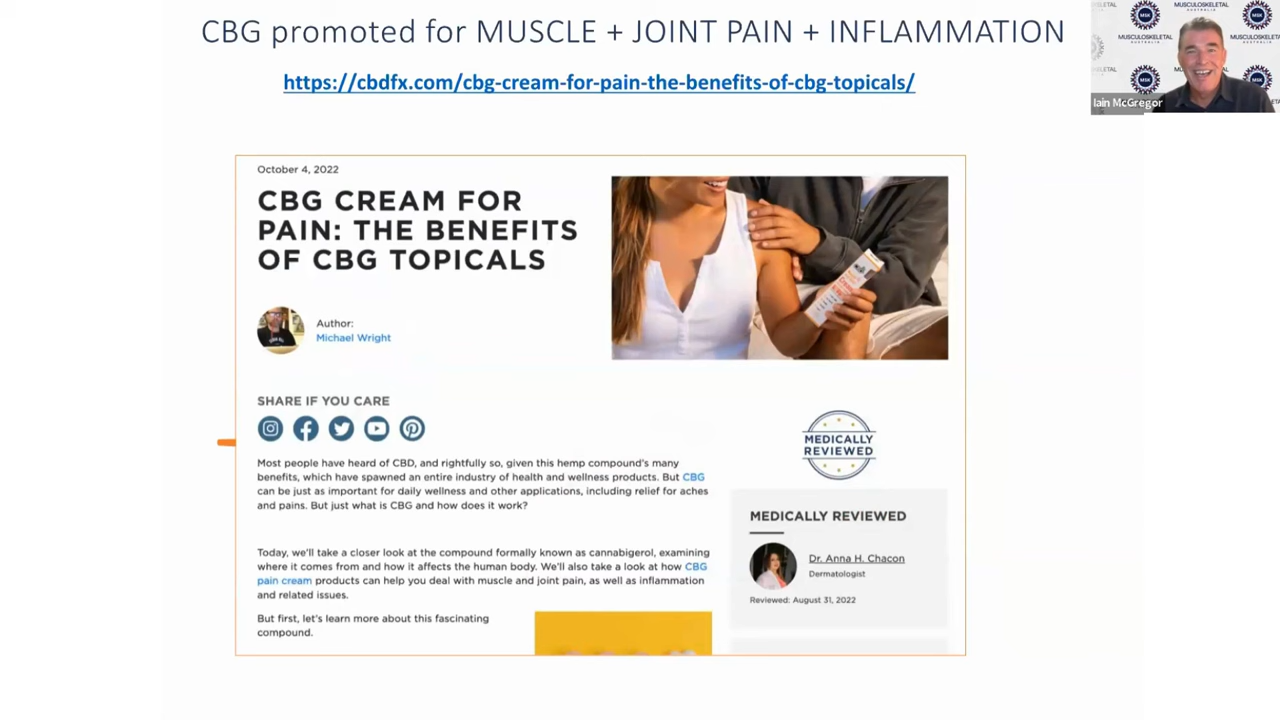 CBG promoted for MUSCLE + JOINT PAIN + INFLAMMATION
https://cbdfx.com/cbg-cream-for-pain-the-benefits-of-cbg-topicals/
MUSCULOSKELETAL
AUSTRALIA
MUSCULOSKELETAL
AUSTRALIA
MSK
Iain McGregor
October 4, 2022
CBG CREAM FOR
PAIN: THE BENEFITS
OF CBG TOPICALS
Author:
Michael Wright
SHARE IF YOU CARE
Most people have heard of CBD, and rightfully so, given this hemp compound's many
benefits, which have spawned an entire industry of health and wellness products. But CBG
can be just as important for daily wellness and other applications, including relief for aches
and pains. But just what is CBG and how does it work?
Today, we'll take a closer look at the compound formally known as cannabigerol, examining
where it comes from and how it affects the human body. We'll also take a look at how CBG
pain cream products can help you deal with muscle and joint pain, as well as inflammation
and related issues.
But first, let's learn more about this fascinating
compound.
MEDICALLY
REVIEWED
MEDICALLY REVIEWED
Dr. Anna H. Chacon
Dermatologist
Reviewed: August 31, 2022